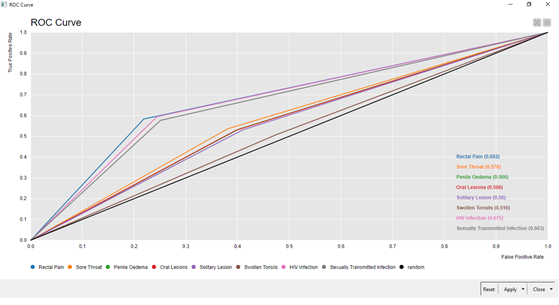 ROC Curve
ROC Curve
True Positive Rate
1.0
0.9
0.8
0.7
0.6
0.5
0.4
0.3
0.2
0.1
0.0
Rectal Pain (0.682)
Sore Throat (0.576)
Penile Oedema (0.566)
Oral Lesions (0.566)
Solitary Lesion (0.56)
Swollen Tonsils (0.516)
HIV Infective (0.675)
Sexually Transmitted Infection (0.663)
0.0 0.1 0.2 0.3 0.4 0.5 0.6 0.7 0.8 0.9 1.0
False Positive Rate
Rectal Pain Sore Throat Penile Oedema Oral Lesions Solitary Lesion Swollen Tonsils HIV Infection Sexually Transmitted Infection random
Reset Apply Close